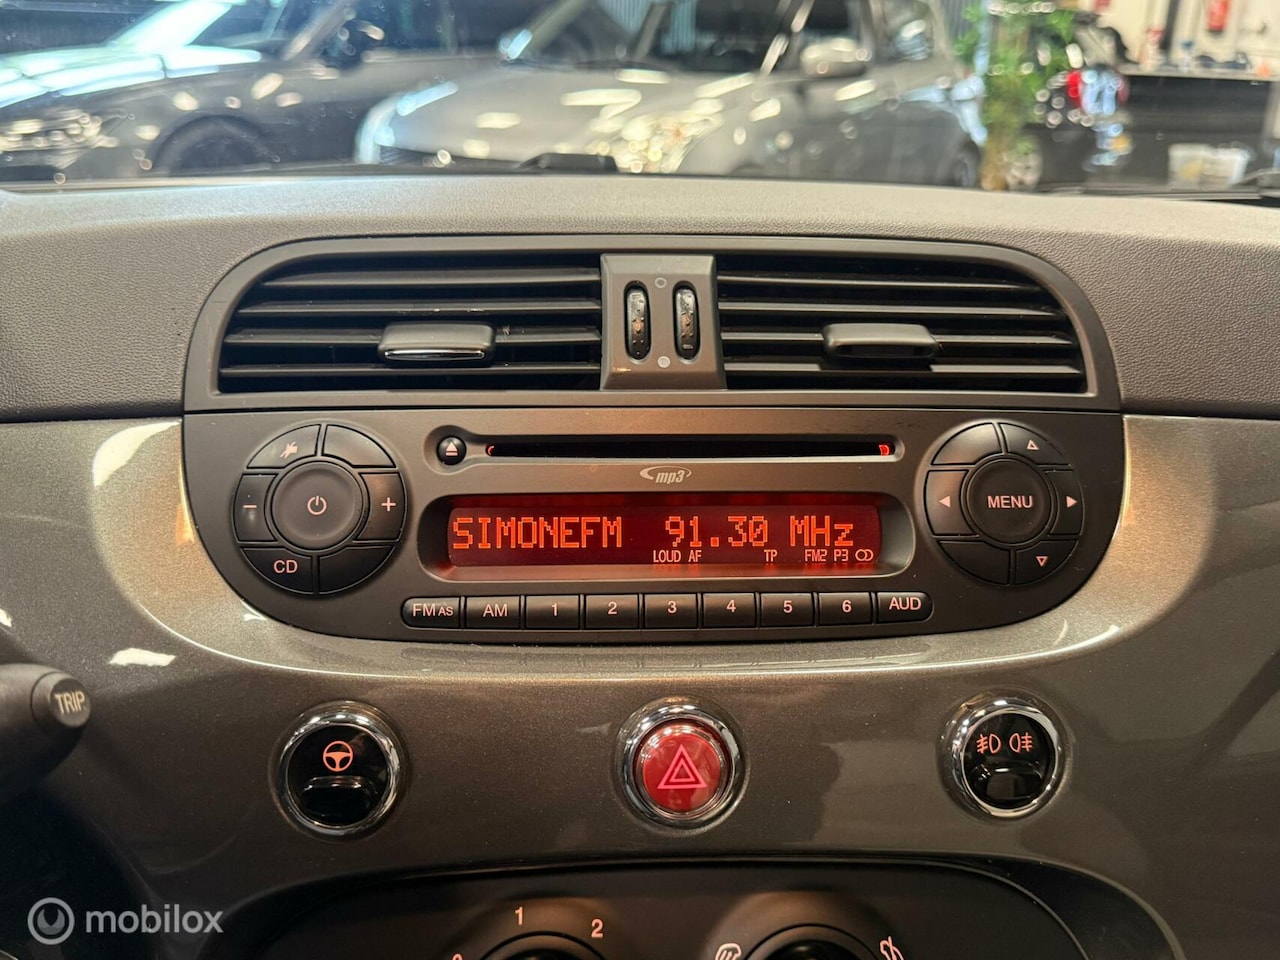 mp3
SIMONEFM 91.30 MHz
LOUD AF TP FM2 P3
CD
MENU
FM AS AM 1 2 3 4 5 6 AUD
TRIP
1
2
mobilox